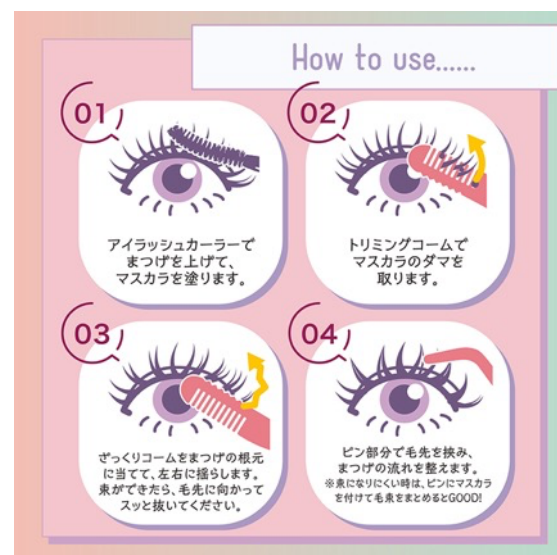 How to use......
01
アイラッシュカーラーで
まつげを上げて、
マスカラを塗ります。
02
トリミングコームで
マスカラのダマを
取ります。
03
ざっくりコームをまつげの根元
に当てて、左右に揺らします。
束ができたら、毛先に向かって
スッと抜いてください。
04
ピン部分で毛先を挟み、
まつげの流れを整えます。
※束になりにくい時は、ピンにマスカラ
を付けて毛束をまとめるとGOOD!